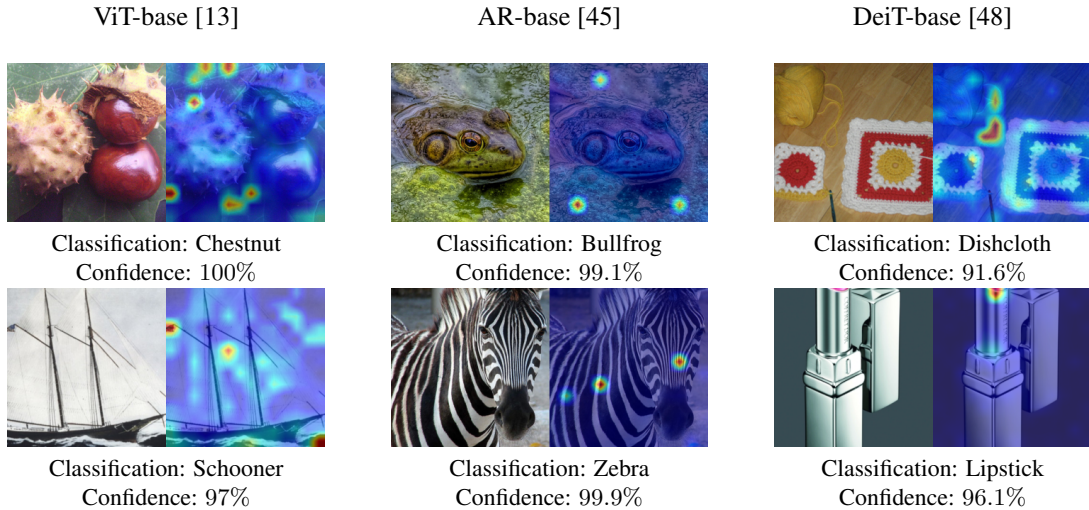 ViT-base [13]
AR-base [45]
DeiT-base [48]
Classification: Chestnut
Confidence: 100%
Classification: Bullfrog
Confidence: 99.1%
Classification: Dishcloth
Confidence: 91.6%
Classification: Schooner
Confidence: 97%
Classification: Zebra
Confidence: 99.9%
Classification: Lipstick
Confidence: 96.1%